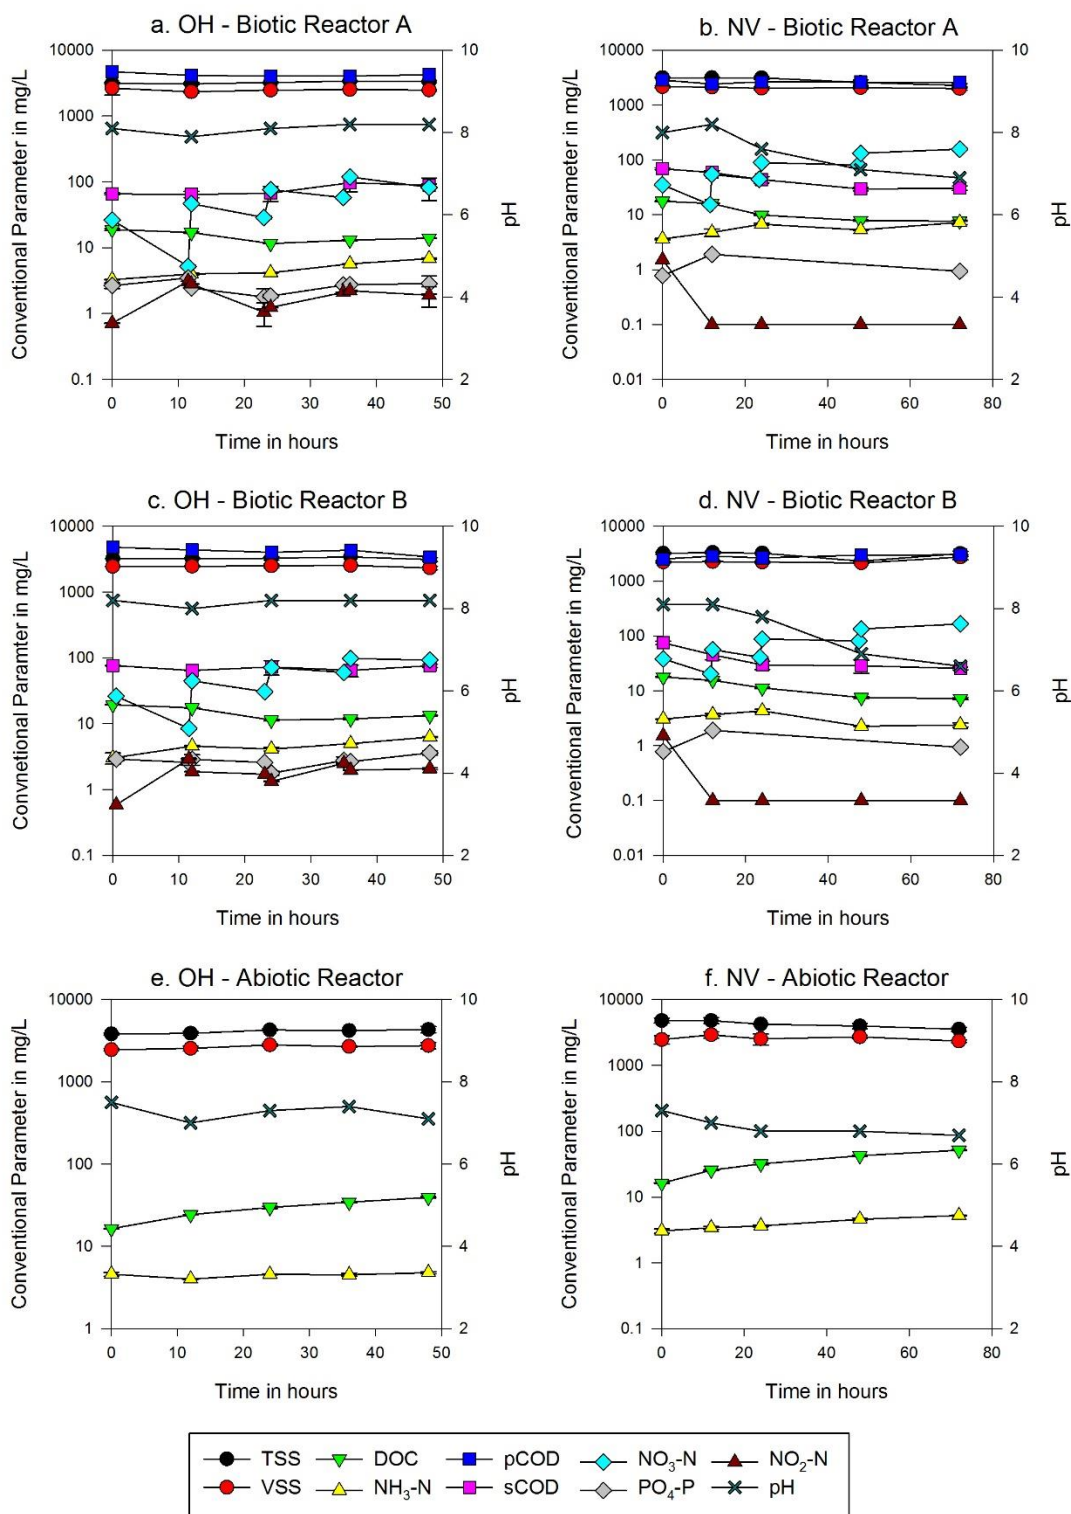 a. OH - Biotic Reactor A
b. NV - Biotic Reactor A
10000
1000
100
10
1
0.1
10
8
6
4
2
0 10 20 30 40 50
Conventional Parameter in mg/L
pH
Time in hours
10000
1000
100
10
1
0.1
0.01
10
8
6
4
2
0 20 40 60 80
Conventional Parameter in mg/L
pH
Time in hours
c. OH - Biotic Reactor B
d. NV - Biotic Reactor B
10000
1000
100
10
1
0.1
10
8
6
4
2
0 10 20 30 40 50
Convnetional Paramter in mg/L
pH
Time in hours
10000
1000
100
10
1
0.1
0.01
10
8
6
4
2
0 20 40 60 80
Conventional Parameter in mg/L
pH
Time in hours
e. OH - Abiotic Reactor
f. NV - Abiotic Reactor
10000
1000
100
10
1
10
8
6
4
2
0 10 20 30 40 50
Conventional Parameter in mg/L
pH
Time in hours
10000
1000
100
10
1
0.1
10
8
6
4
2
0 20 40 60 80
Conventional Parameter in mg/L
pH
Time in hours
TSS DOC pCOD NO₃-N NO₂-N
VSS NH₃-N sCOD PO₄-P pH